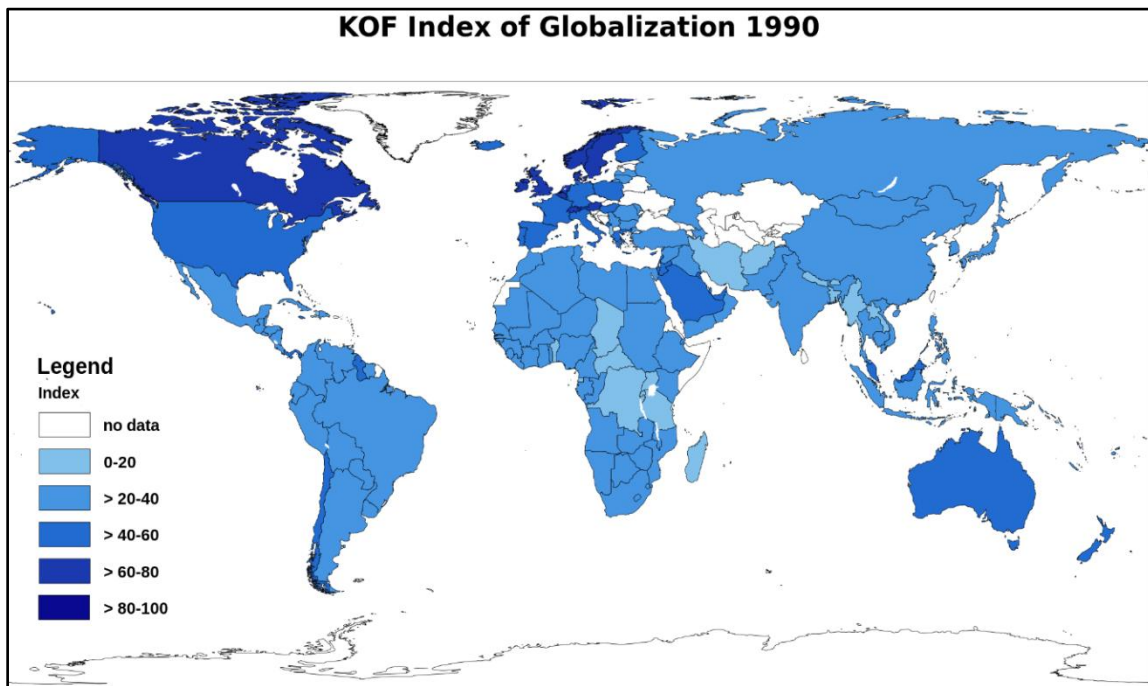 KOF Index of Globalization 1990
Legend
Index
no data
0-20
> 20-40
> 40-60
> 60-80
> 80-100